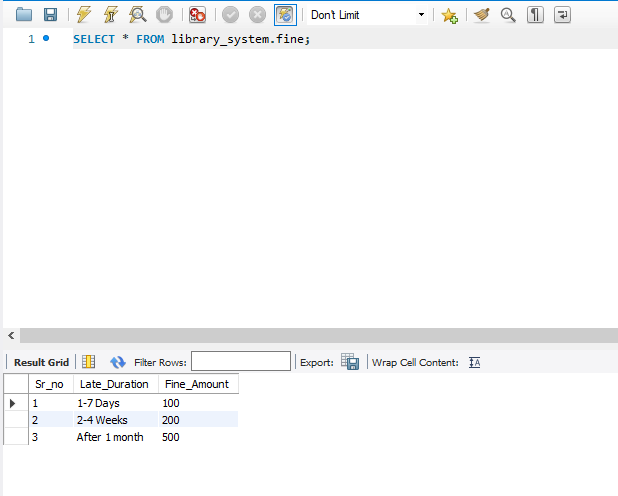 Don't Limit
1 SELECT * FROM library_system.fine;
Result Grid Filter Rows: Export: Wrap Cell Content:
Sr_no Late_Duration Fine_Amount
1 1-7 Days 100
2 2-4 Weeks 200
3 After 1 month 500